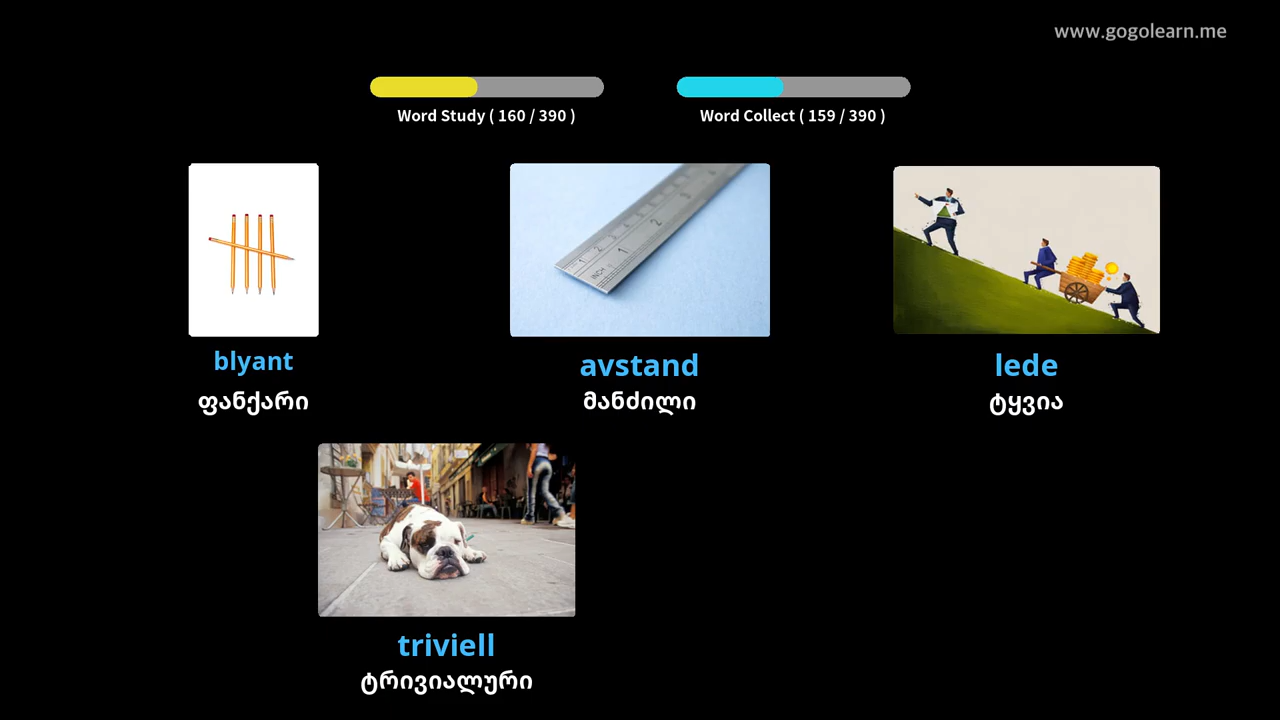 www.gogolearn.me
Word Study ( 160 / 390 )
Word Collect ( 159 / 390 )
blyant
ფანქარი
avstand
მანძილი
lede
ტყვია
triviell
ტრივიალური